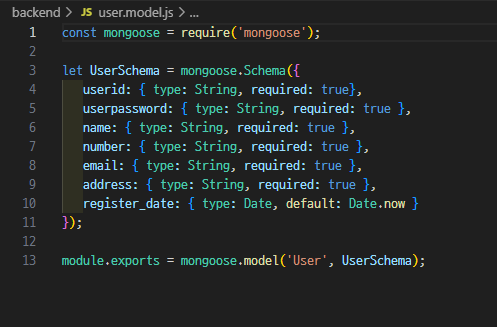 backend > JS user.model.js > ...
1 const mongoose = require('mongoose');
2
3 let UserSchema = mongoose.Schema({
4 userid: { type: String, required: true},
5 userpassword: { type: String, required: true },
6 name: { type: String, required: true },
7 number: { type: String, required: true },
8 email: { type: String, required: true },
9 address: { type: String, required: true },
10 register_date: { type: Date, default: Date.now }
11 });
12
13 module.exports = mongoose.model('User', UserSchema);